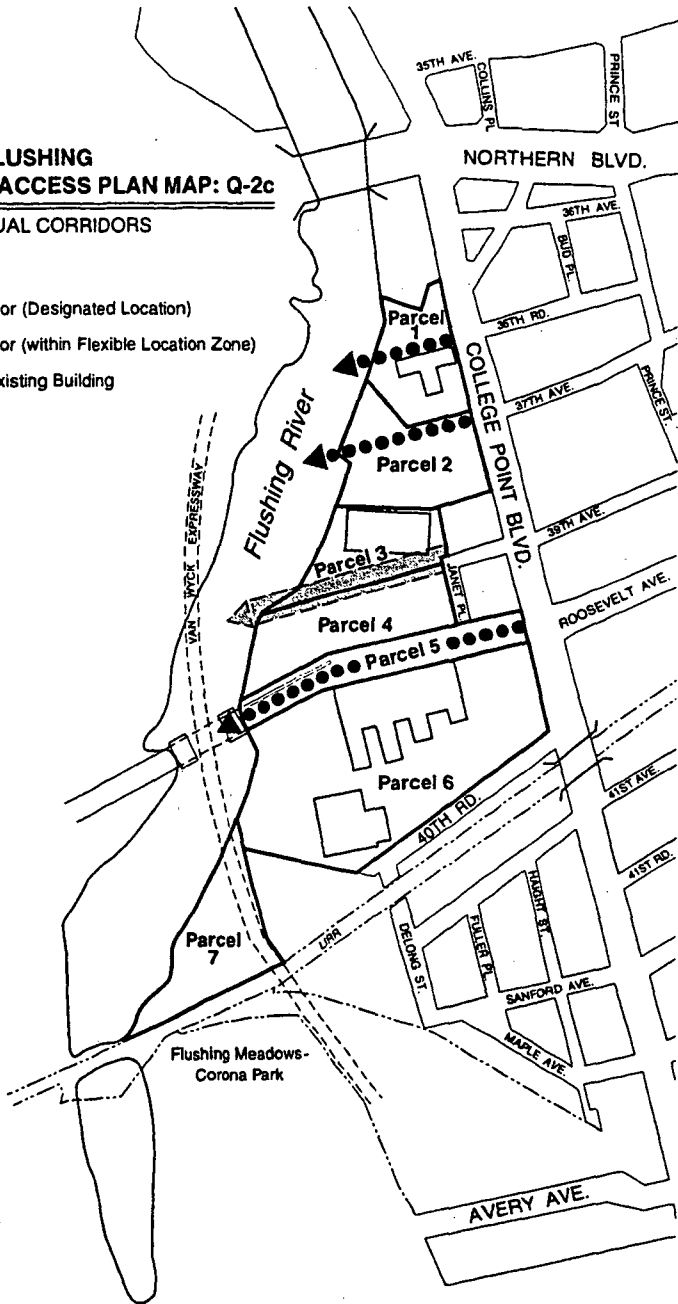 LUSHING
ACCESS PLAN MAP: Q-2c
UAL CORRIDORS
or (Designated Location)
or (within Flexible Location Zone)
xisting Building
35TH AVE.
COLLINS PL
PRINCE ST
NORTHERN BLVD.
36TH AVE.
BUD PL.
36TH RD.
37TH AVE.
PRINCE ST.
Parcel
1
COLLEGE POINT BLVD.
Flushing River
Parcel 2
VAN WYCK EXPRESSWAY
39TH AVE.
Parcel 3
JANET PL
ROOSEVELT AVE.
Parcel 4
Parcel 5
Parcel 6
40TH RD.
41ST AVE.
41ST RD.
Parcel
7
LIRR
DELONG ST.
FULLER PL
HAIGHT ST.
SANFORD AVE.
MAPLE AVE.
Flushing Meadows-
Corona Park
AVERY AVE.